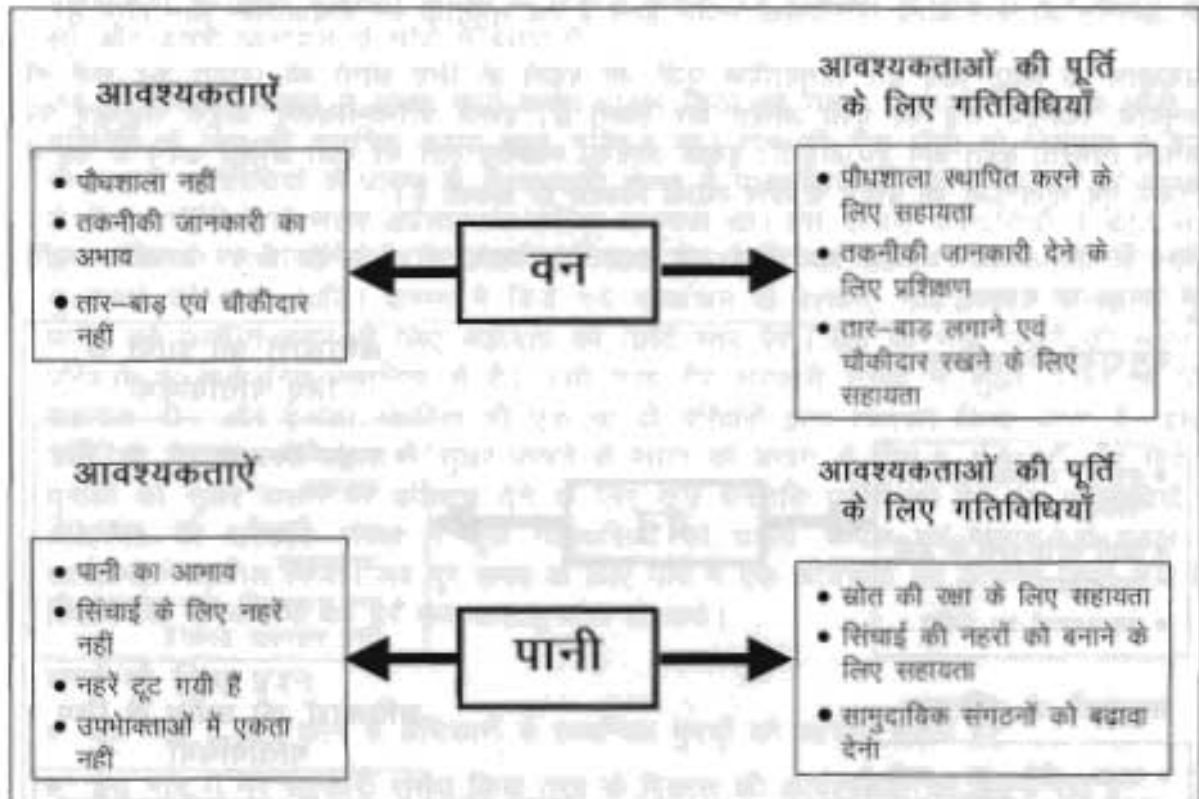 आवश्यकताऐं
• पौधशाला नहीं
• तकनीकी जानकारी का
अभाव
• तार–बाड़ एवं चौकीदार
नहीं
वन
आवश्यकताओं की पूर्ति
के लिए गतिविधियाँ
• पौधशाला स्थापित करने के
लिए सहायता
• तकनीकी जानकारी देने के
लिए प्रशिक्षण
• तार–बाड़ लगाने एवं
चौकीदार रखने के लिए
सहायता
आवश्यकताऐं
• पानी का आभाव
• सिंचाई के लिए नहरें
नहीं
• नहरें टूट गयी हैं
• उपभोक्ताओं में एकता
नहीं
पानी
आवश्यकताओं की पूर्ति
के लिए गतिविधियाँ
• स्रोत की रक्षा के लिए सहायता
• सिंचाई की नहरों को बनाने के
लिए सहायता
• सामुदायिक संगठनों को बढ़ावा
देना